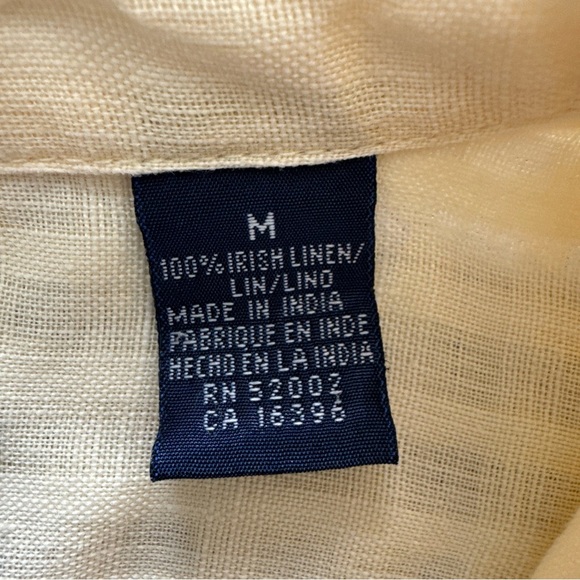 M
100% IRISH LINEN/
LIN/LINO
MADE IN INDIA
FABRIQUE EN INDE
HECHO EN LA INDIA
RN 52002
CA 16396